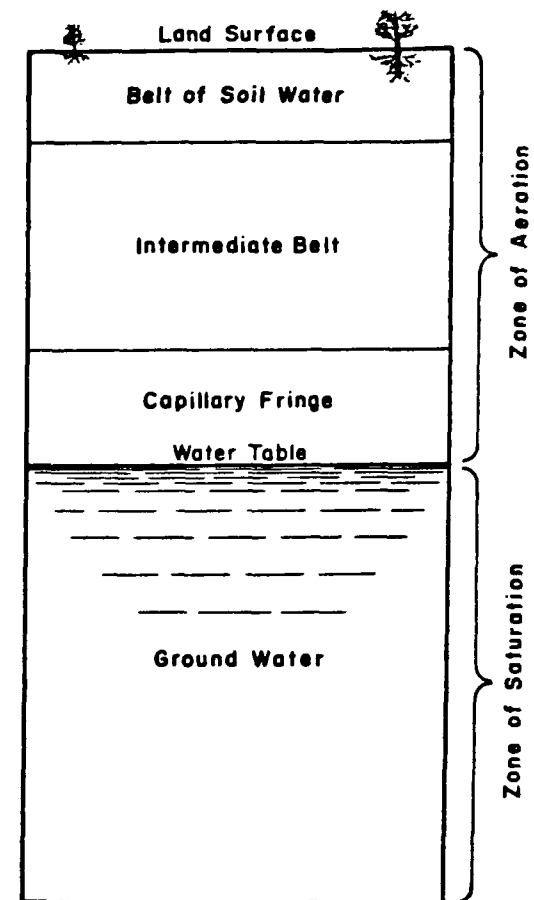 Land Surface
Belt of Soil Water
Intermediate Belt
Zone of Aeration
Capillary Fringe
Water Table
Ground Water
Zone of Saturation